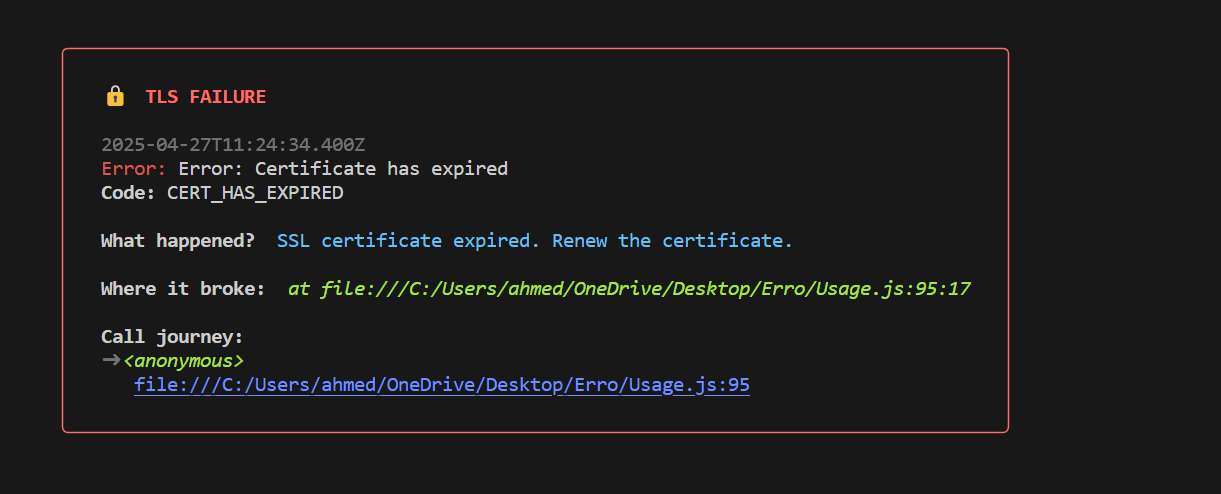 🔒 TLS FAILURE
2025-04-27T11:24:34.400Z
Error: Error: Certificate has expired
Code: CERT_HAS_EXPIRED
What happened? SSL certificate expired. Renew the certificate.
Where it broke: at file:///C:/Users/ahmed/OneDrive/Desktop/Erro/Usage.js:95:17
Call journey:
➜<anonymous>
file:///C:/Users/ahmed/OneDrive/Desktop/Erro/Usage.js:95